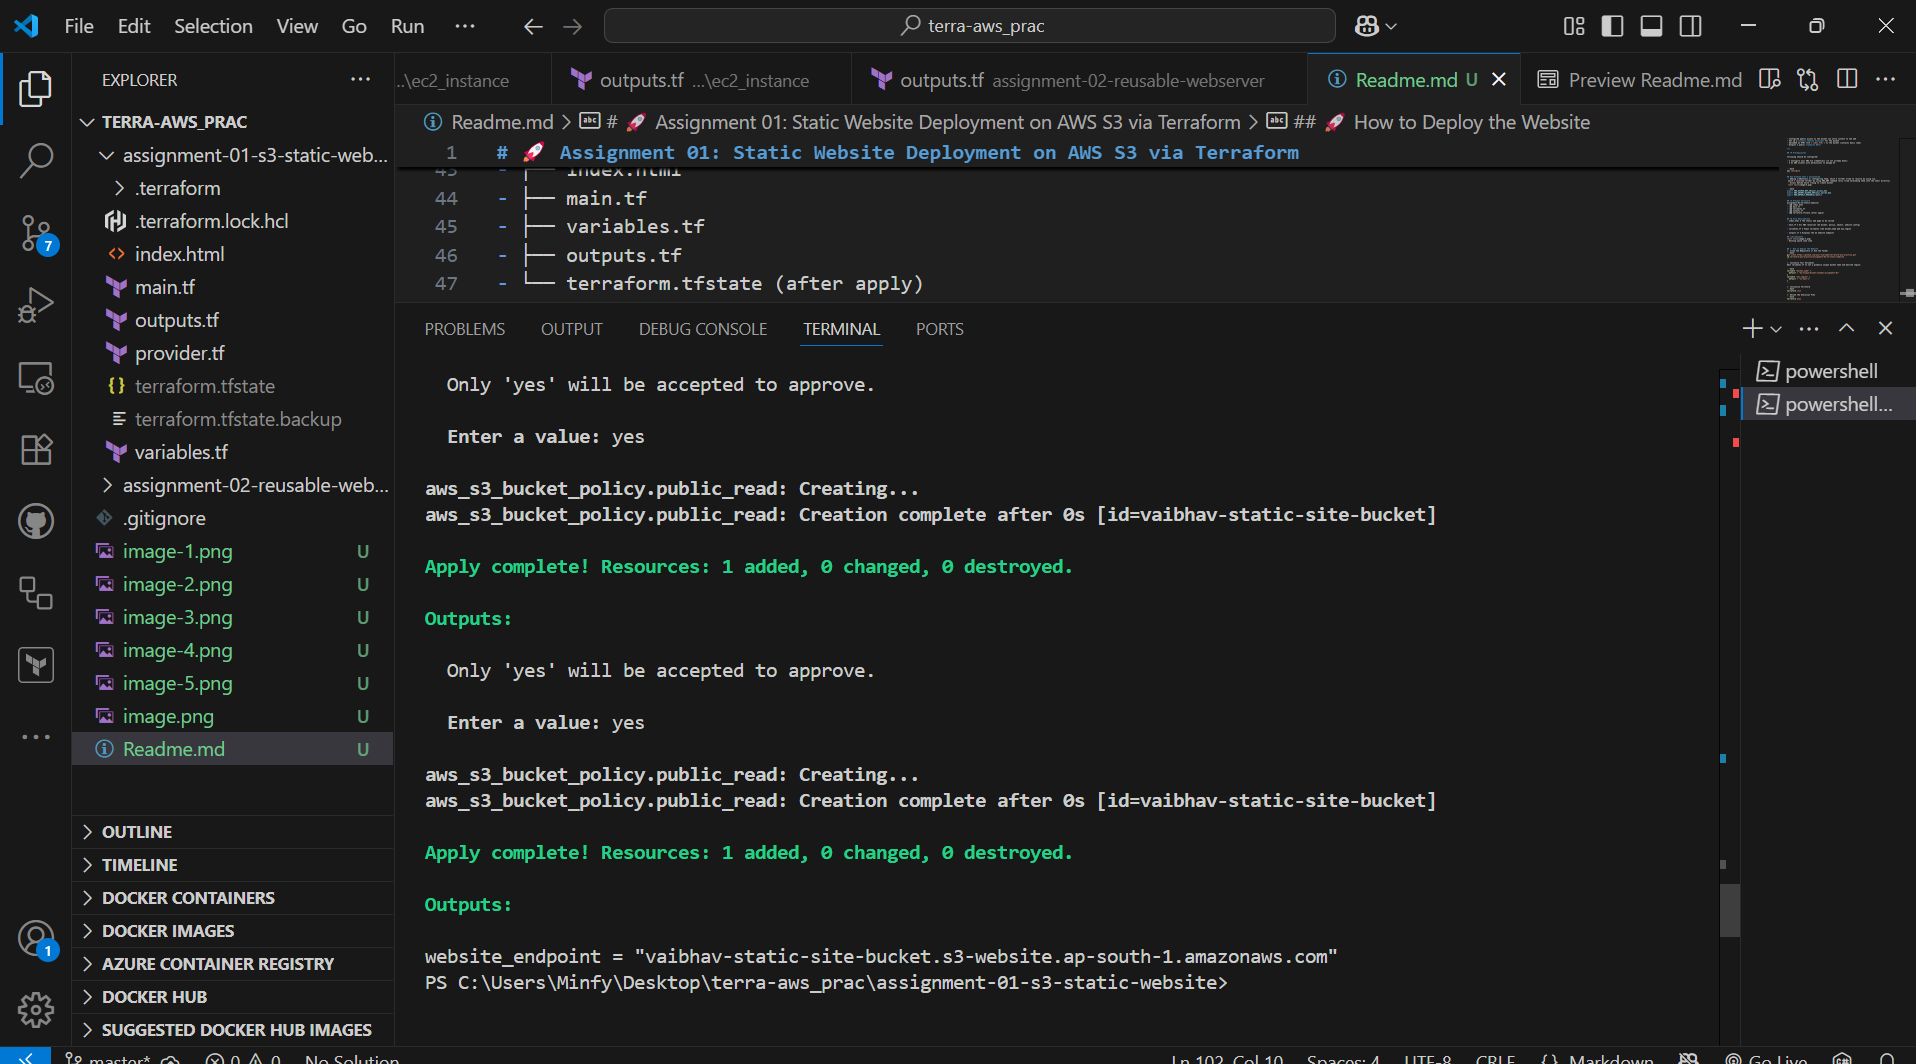 File Edit Selection View Go Run ···
terra-aws_prac
EXPLORER
TERRA-AWS_PRAC
assignment-01-s3-static-web...
.terraform
.terraform.lock.hcl
index.html
main.tf
outputs.tf
provider.tf
terraform.tfstate
terraform.tfstate.backup
variables.tf
assignment-02-reusable-web...
.gitignore
image-1.png U
image-2.png U
image-3.png U
image-4.png U
image-5.png U
image.png U
Readme.md U
OUTLINE
TIMELINE
DOCKER CONTAINERS
DOCKER IMAGES
AZURE CONTAINER REGISTRY
DOCKER HUB
SUGGESTED DOCKER HUB IMAGES
7
1
..\ec2_instance
outputs.tf ...\ec2_instance
outputs.tf assignment-02-reusable-webserver
Readme.md U
Preview Readme.md
Readme.md > # 🚀 Assignment 01: Static Website Deployment on AWS S3 via Terraform > ## 🚀 How to Deploy the Website
1 # 🚀 Assignment 01: Static Website Deployment on AWS S3 via Terraform
43 - ├── index.html
44 - ├── main.tf
45 - ├── variables.tf
46 - ├── outputs.tf
47 - └── terraform.tfstate (after apply)
PROBLEMS OUTPUT DEBUG CONSOLE TERMINAL PORTS
powershell
powershell...
Only 'yes' will be accepted to approve.
Enter a value: yes
aws_s3_bucket_policy.public_read: Creating...
aws_s3_bucket_policy.public_read: Creation complete after 0s [id=vaibhav-static-site-bucket]
Apply complete! Resources: 1 added, 0 changed, 0 destroyed.
Outputs:
Only 'yes' will be accepted to approve.
Enter a value: yes
aws_s3_bucket_policy.public_read: Creating...
aws_s3_bucket_policy.public_read: Creation complete after 0s [id=vaibhav-static-site-bucket]
Apply complete! Resources: 1 added, 0 changed, 0 destroyed.
Outputs:
website_endpoint = "vaibhav-static-site-bucket.s3-website.ap-south-1.amazonaws.com"
PS C:\Users\Minfy\Desktop\terra-aws_prac\assignment-01-s3-static-website>
master* 0 0 No Solution Ln 102, Col 10 Spaces: 4 UTF-8 CRLF {} Markdown Go Live